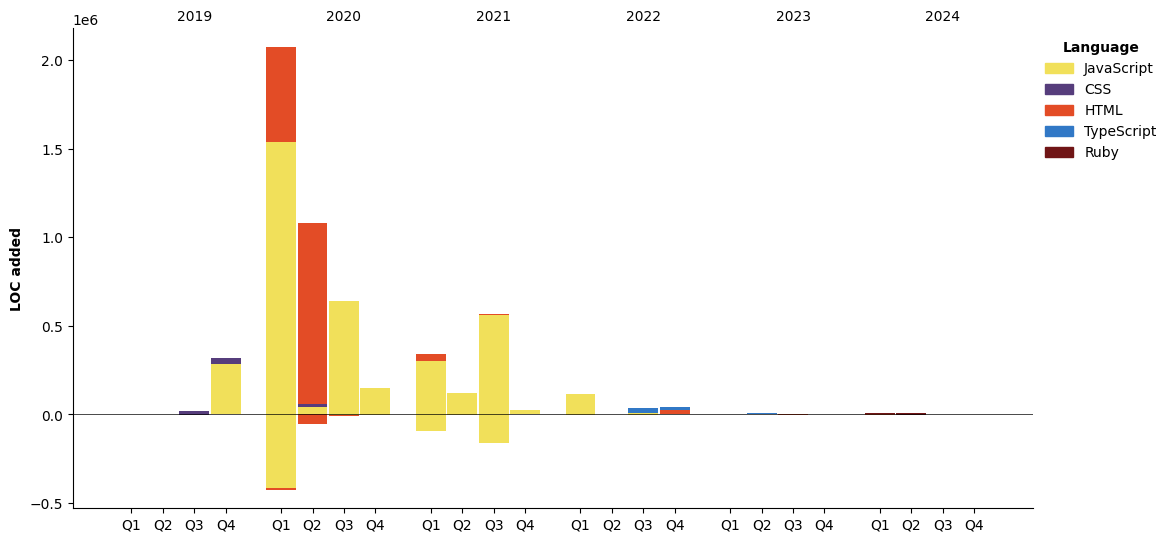 1e6
2019 2020 2021 2022 2023 2024
Language
JavaScript
CSS
HTML
TypeScript
Ruby
LOC added
2.0
1.5
1.0
0.5
0.0
−0.5
Q1 Q2 Q3 Q4 Q1 Q2 Q3 Q4 Q1 Q2 Q3 Q4 Q1 Q2 Q3 Q4 Q1 Q2 Q3 Q4 Q1 Q2 Q3 Q4